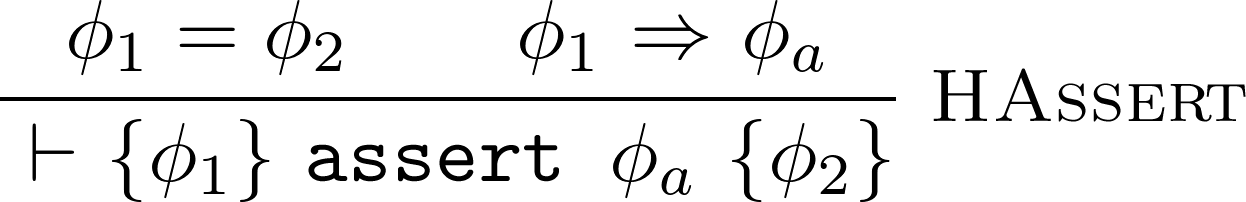 ϕ₁ = ϕ₂ ϕ₁ ⇒ ϕₐ
HAssert
⊢ {ϕ₁} assert ϕₐ {ϕ₂}